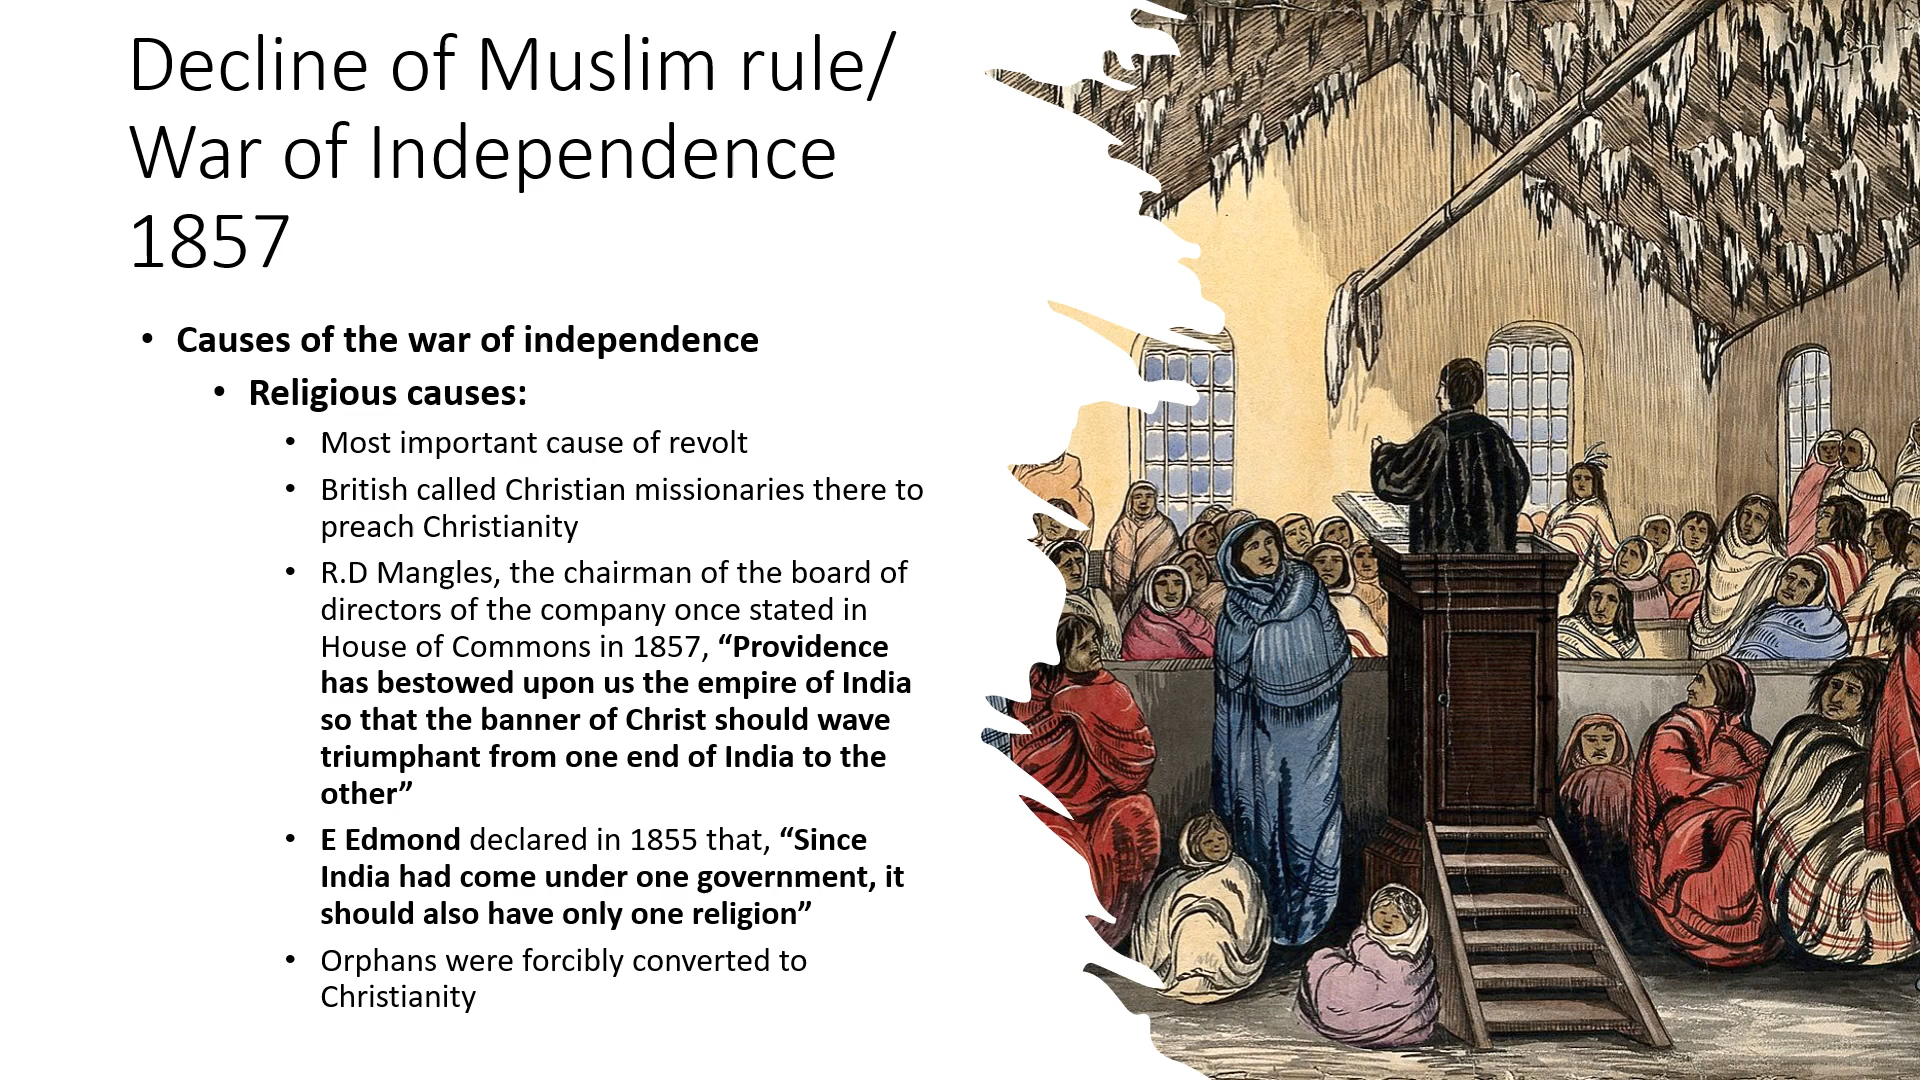 Decline of Muslim rule/
War of Independence
1857
• Causes of the war of independence
• Religious causes:
• Most important cause of revolt
• British called Christian missionaries there to
preach Christianity
• R.D Mangles, the chairman of the board of
directors of the company once stated in
House of Commons in 1857, “Providence
has bestowed upon us the empire of India
so that the banner of Christ should wave
triumphant from one end of India to the
other”
• E Edmond declared in 1855 that, “Since
India had come under one government, it
should also have only one religion”
• Orphans were forcibly converted to
Christianity